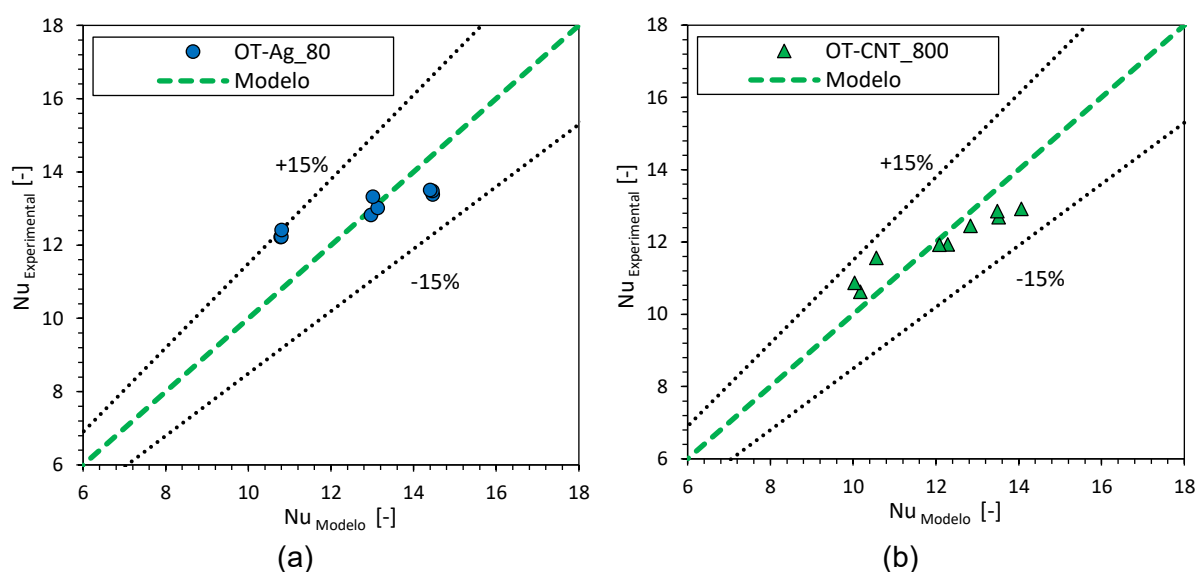 18
16
14
12
10
8
6
Nu Experimental [-]
OT-Ag_80
Modelo
+15%
-15%
6 8 10 12 14 16 18
Nu Modelo [-]
(a)
18
16
14
12
10
8
6
Nu Experimental [-]
OT-CNT_800
Modelo
+15%
-15%
6 8 10 12 14 16 18
Nu Modelo [-]
(b)